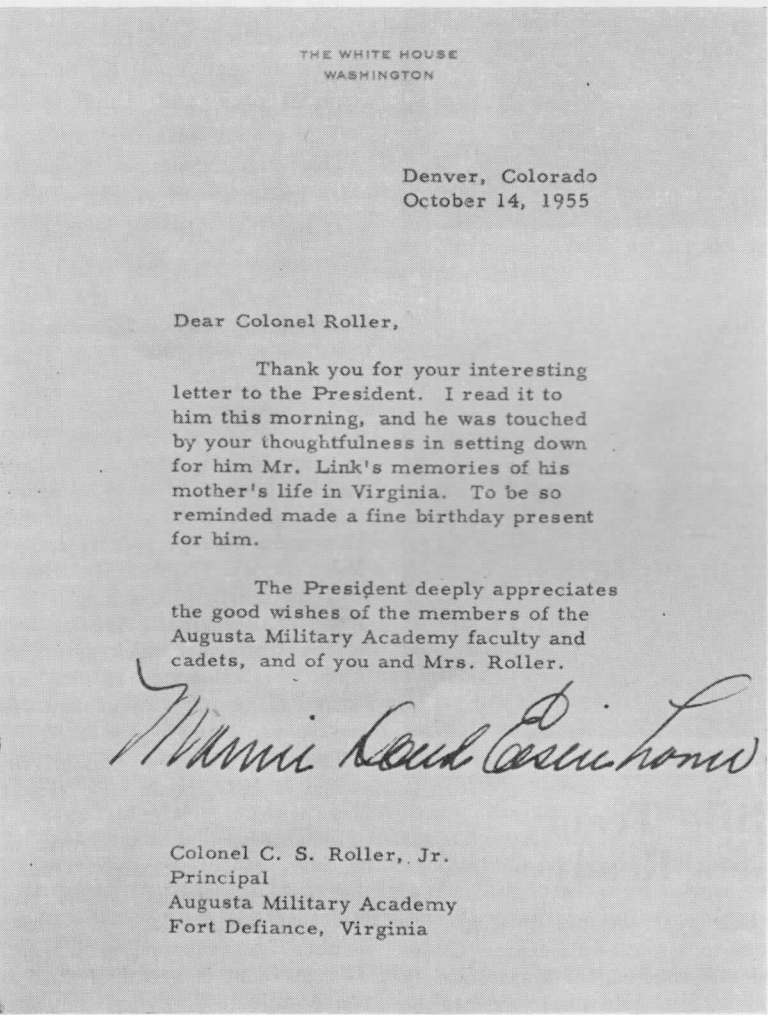 THE WHITE HOUSE
WASHINGTON
Denver, Colorado
October 14, 1955
Dear Colonel Roller,
Thank you for your interesting
letter to the President. I read it to
him this morning, and he was touched
by your thoughtfulness in setting down
for him Mr. Link's memories of his
mother's life in Virginia. To be so
reminded made a fine birthday present
for him.
The President deeply appreciates
the good wishes of the members of the
Augusta Military Academy faculty and
cadets, and of you and Mrs. Roller.
Mamie Doud Eisenhower
Colonel C. S. Roller, Jr.
Principal
Augusta Military Academy
Fort Defiance, Virginia